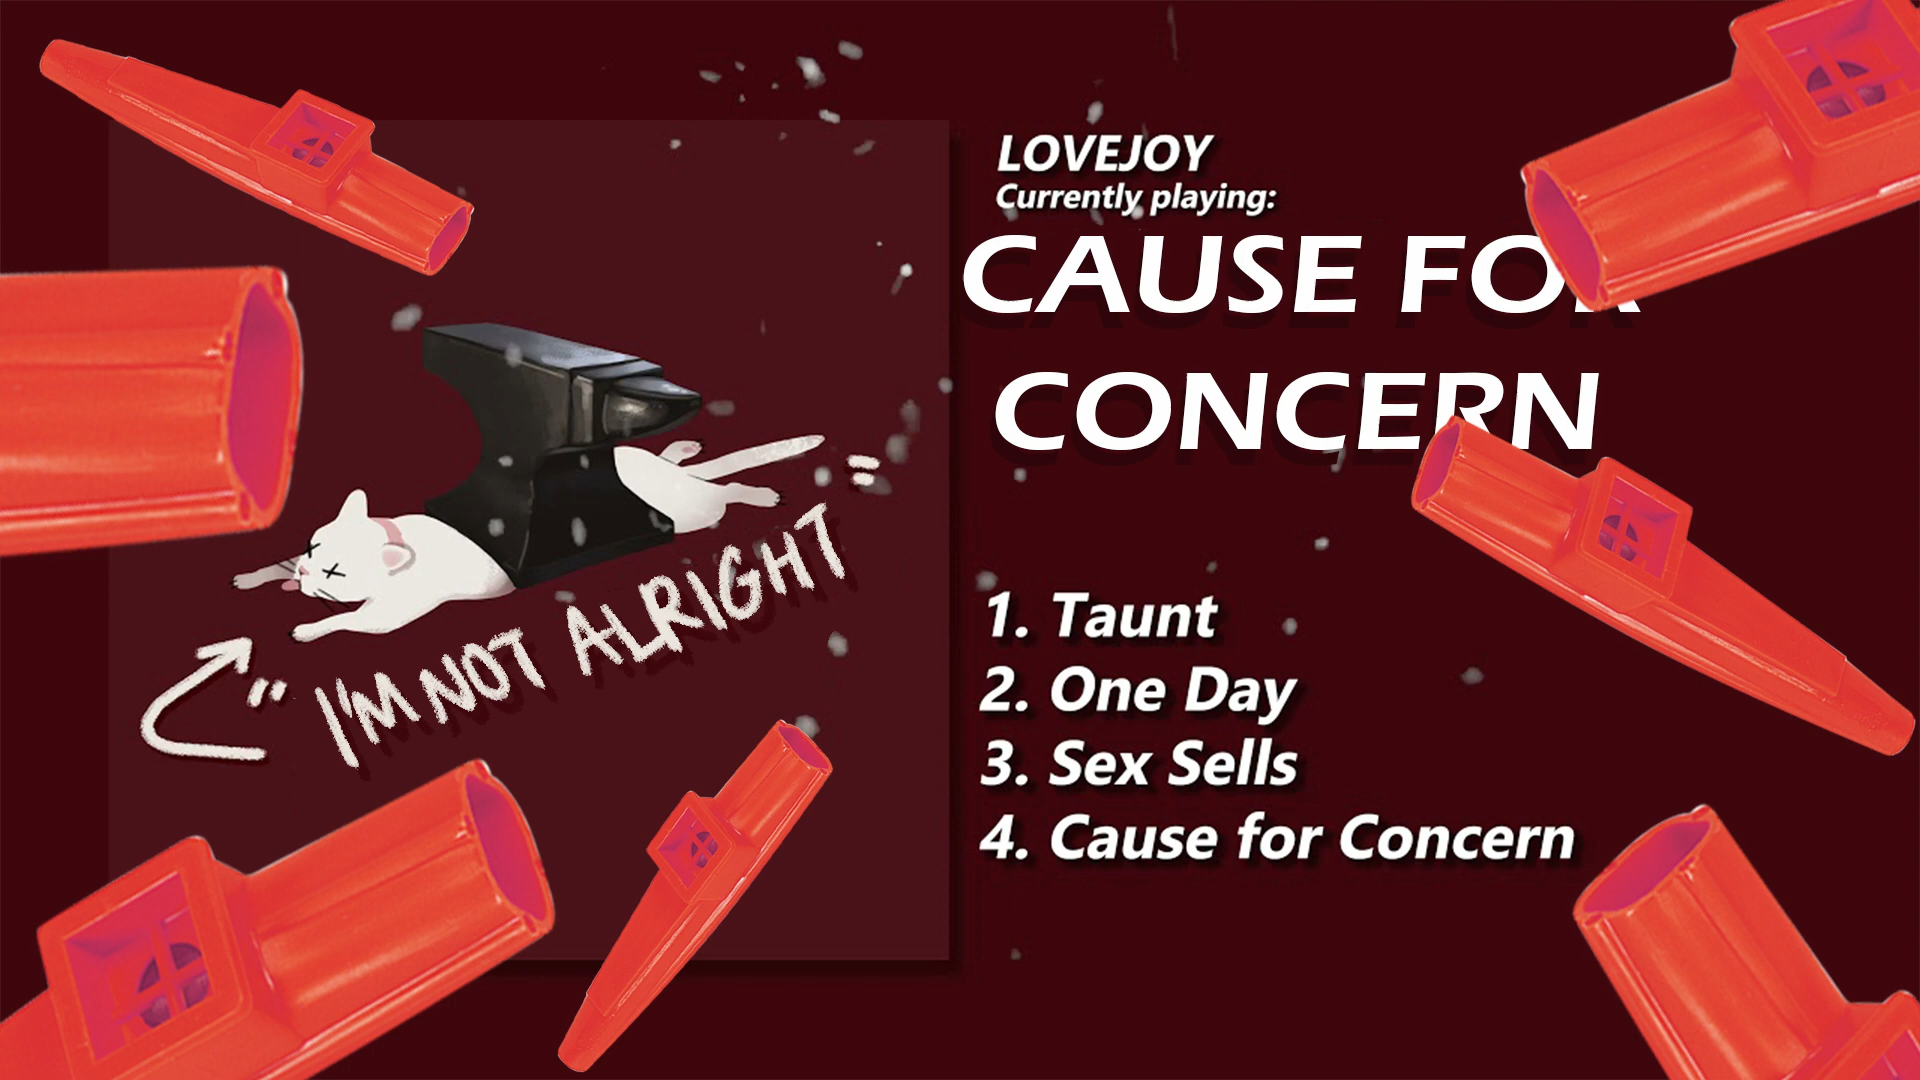 LOVEJOY
Currently playing:
CAUSE FOR
CONCERN
"I'M NOT ALRIGHT"
1. Taunt
2. One Day
3. Sex Sells
4. Cause for Concern